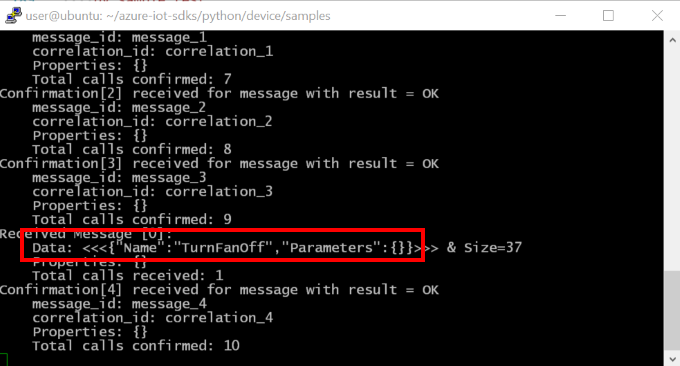 user@ubuntu: ~/azure-iot-sdks/python/device/samples
message_id: message_1
correlation_id: correlation_1
Properties: {}
Total calls confirmed: 7
Confirmation[2] received for message with result = OK
message_id: message_2
correlation_id: correlation_2
Properties: {}
Total calls confirmed: 8
Confirmation[3] received for message with result = OK
message_id: message_3
correlation_id: correlation_3
Properties: {}
Total calls confirmed: 9
Received Message [0]:
Data: <<<{"Name":"TurnFanOff","Parameters":{}}>>> & Size=37
Properties: {}
Total calls received: 1
Confirmation[4] received for message with result = OK
message_id: message_4
correlation_id: correlation_4
Properties: {}
Total calls confirmed: 10